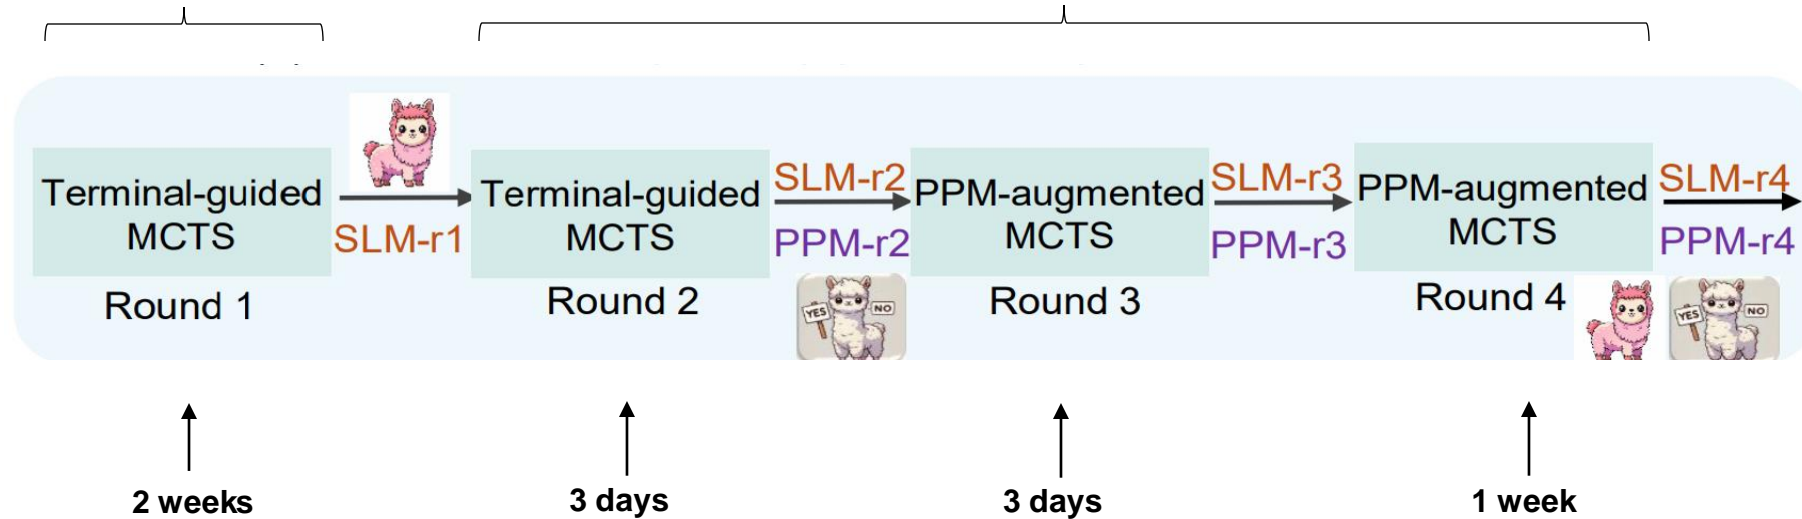 Terminal-guided
MCTS
Round 1
SLM-r1
Terminal-guided
MCTS
Round 2
SLM-r2
PPM-r2
YES
NO
PPM-augmented
MCTS
Round 3
SLM-r3
PPM-r3
PPM-augmented
MCTS
Round 4
SLM-r4
PPM-r4
YES
NO
2 weeks
3 days
3 days
1 week